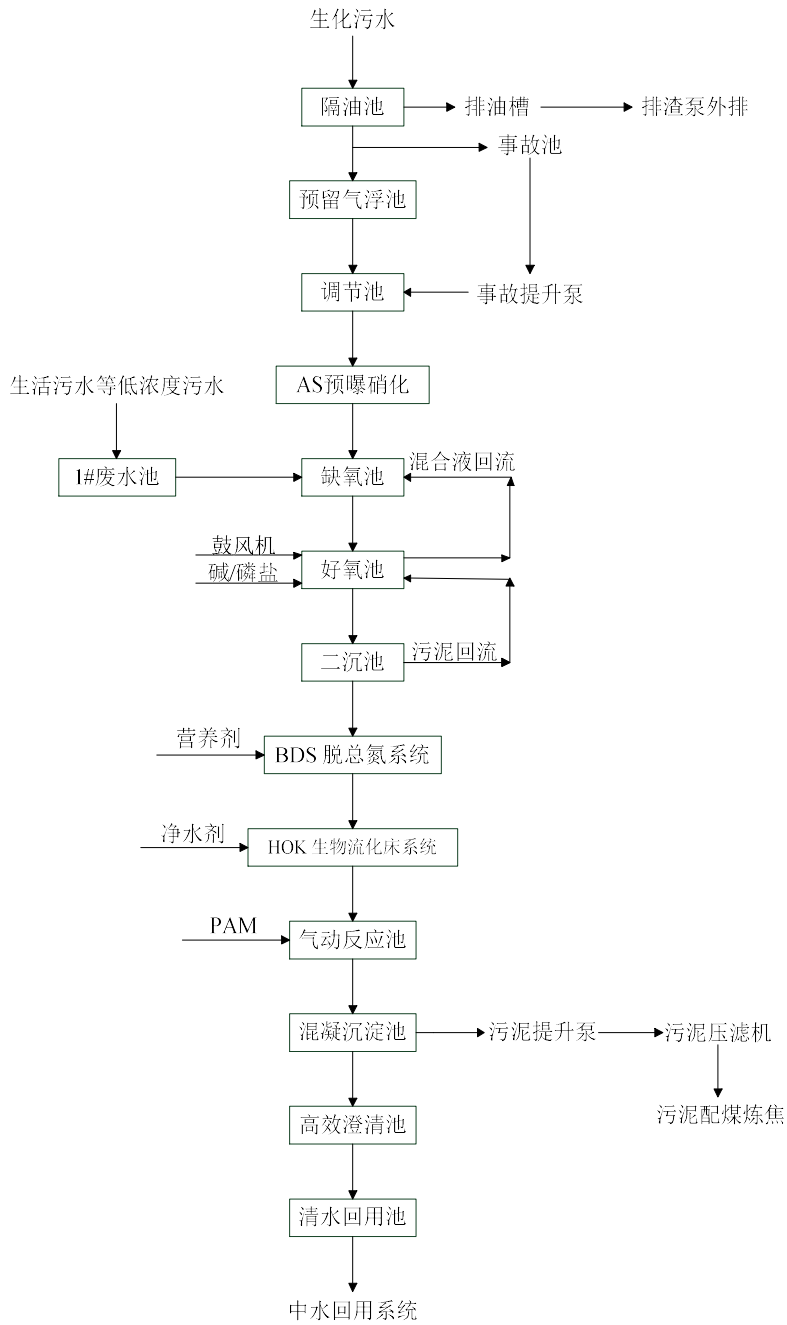 生化污水
隔油池
排油槽
排渣泵外排
事故池
预留气浮池
调节池
事故提升泵
AS预曝硝化
生活污水等低浓度污水
1#废水池
缺氧池
混合液回流
鼓风机
碱/磷盐
好氧池
二沉池
污泥回流
营养剂
BDS 脱总氮系统
净水剂
HOK 生物流化床系统
PAM
气动反应池
混凝沉淀池
污泥提升泵
污泥压滤机
污泥配煤炼焦
高效澄清池
清水回用池
中水回用系统